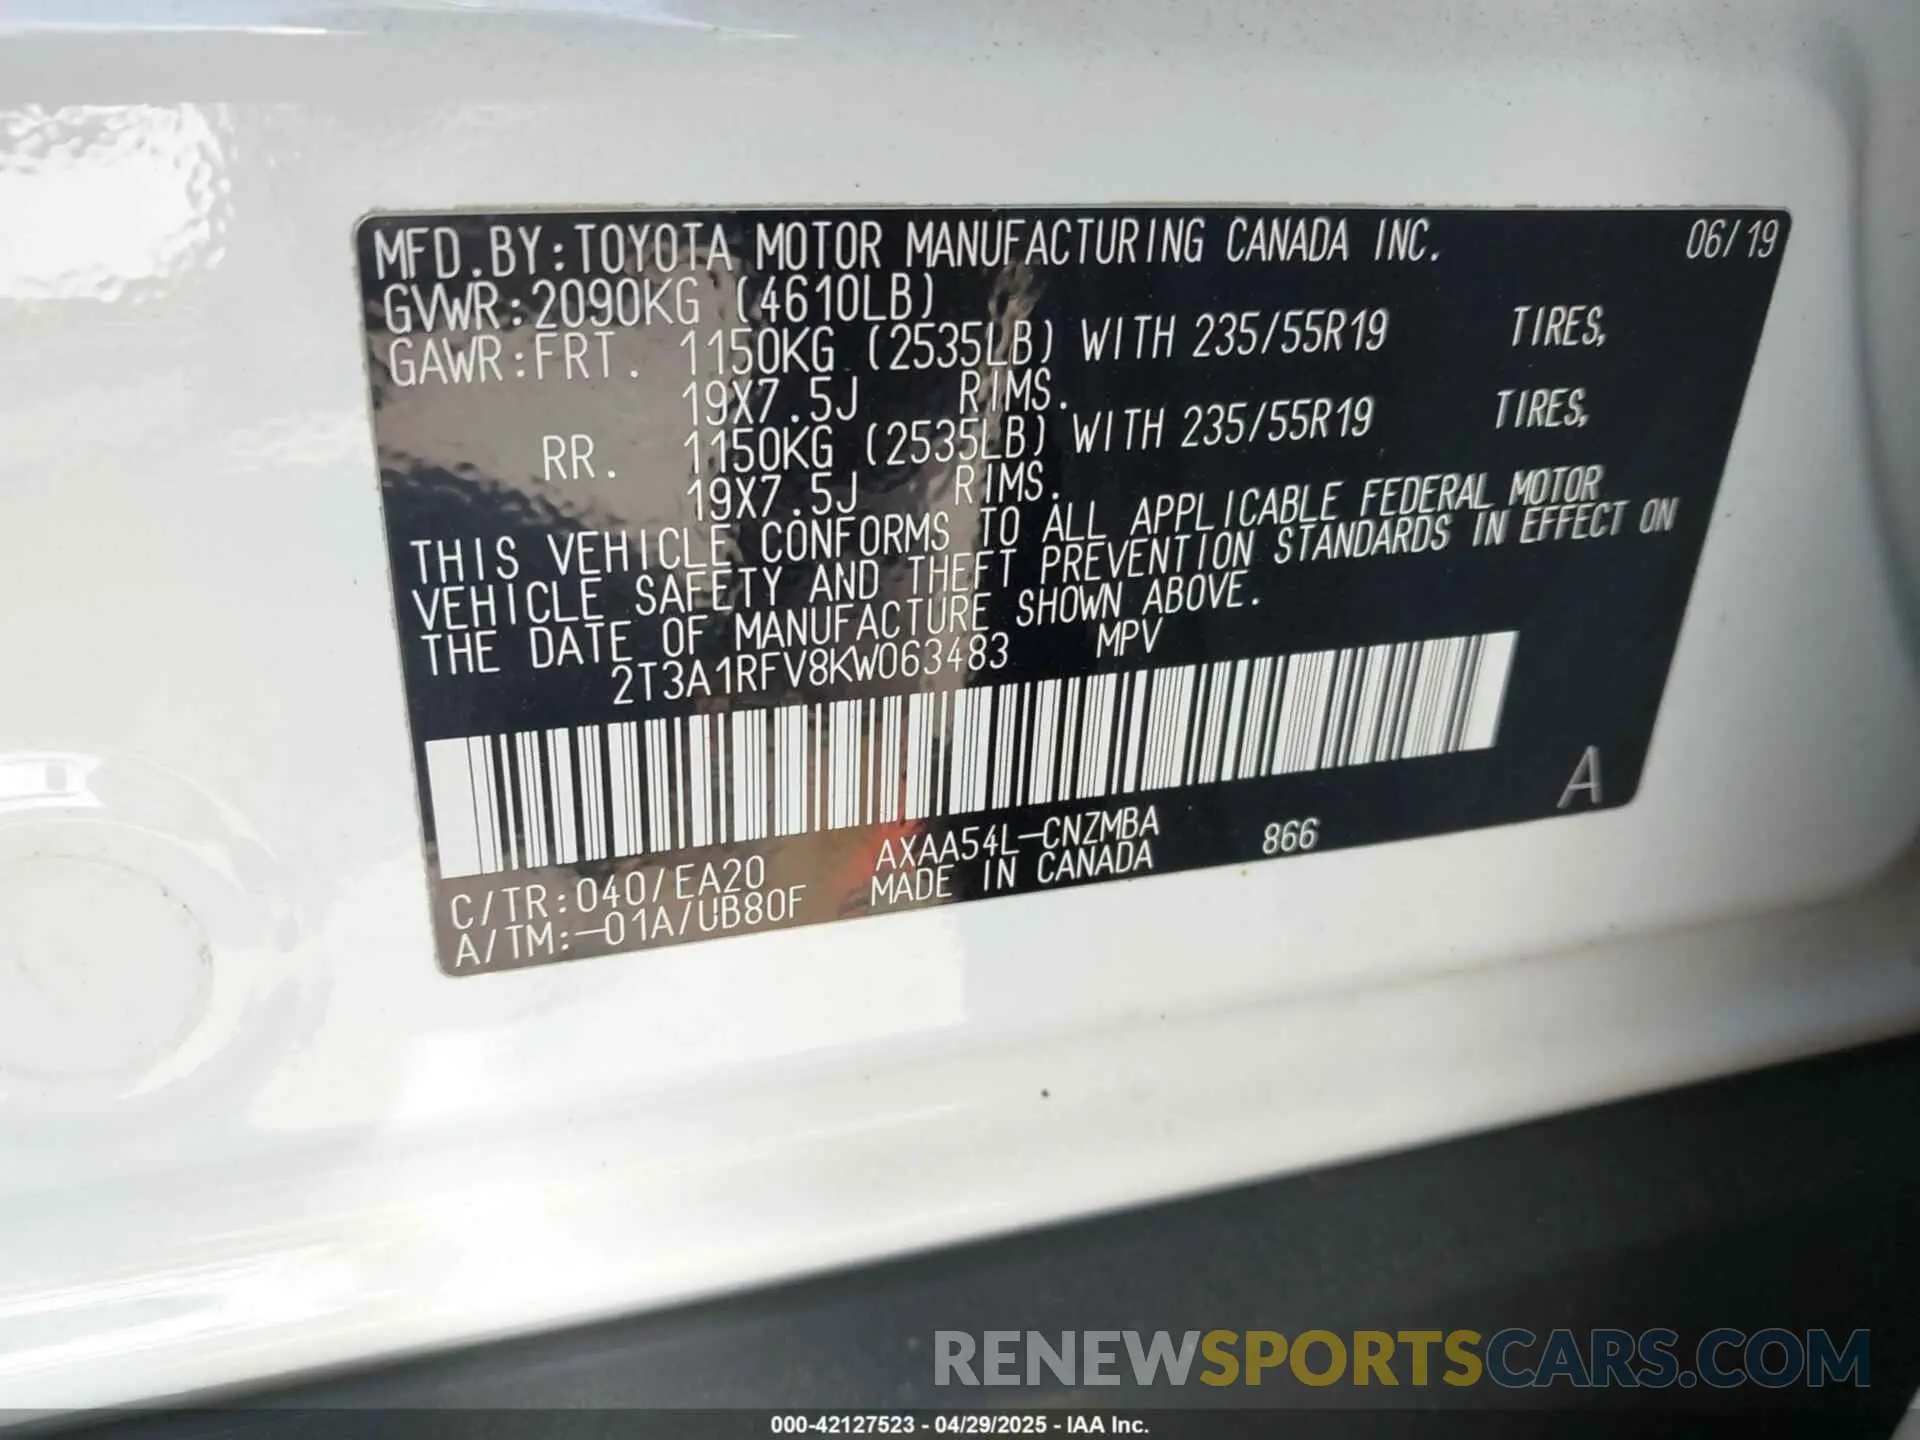 MFD.BY:TOYOTA MOTOR MANUFACTURING CANADA INC. 06/19
GVWR:2090KG (4610LB)
GAWR:FRT. 1150KG (2535LB) WITH 235/55R19 TIRES,
19X7.5J RIMS.
RR. 1150KG (2535LB) WITH 235/55R19 TIRES,
19X7.5J RIMS.
THIS VEHICLE CONFORMS TO ALL APPLICABLE FEDERAL MOTOR
VEHICLE SAFETY AND THEFT PREVENTION STANDARDS IN EFFECT ON
THE DATE OF MANUFACTURE SHOWN ABOVE.
2T3A1RFV8KW063483 MPV
A
C/TR:040/EA20 AXAA54L-CNZMBA 866
A/TM:-01A/UB80F MADE IN CANADA
RENEWSPORTSCARS.COM
000-42127523 - 04/29/2025 - IAA Inc.